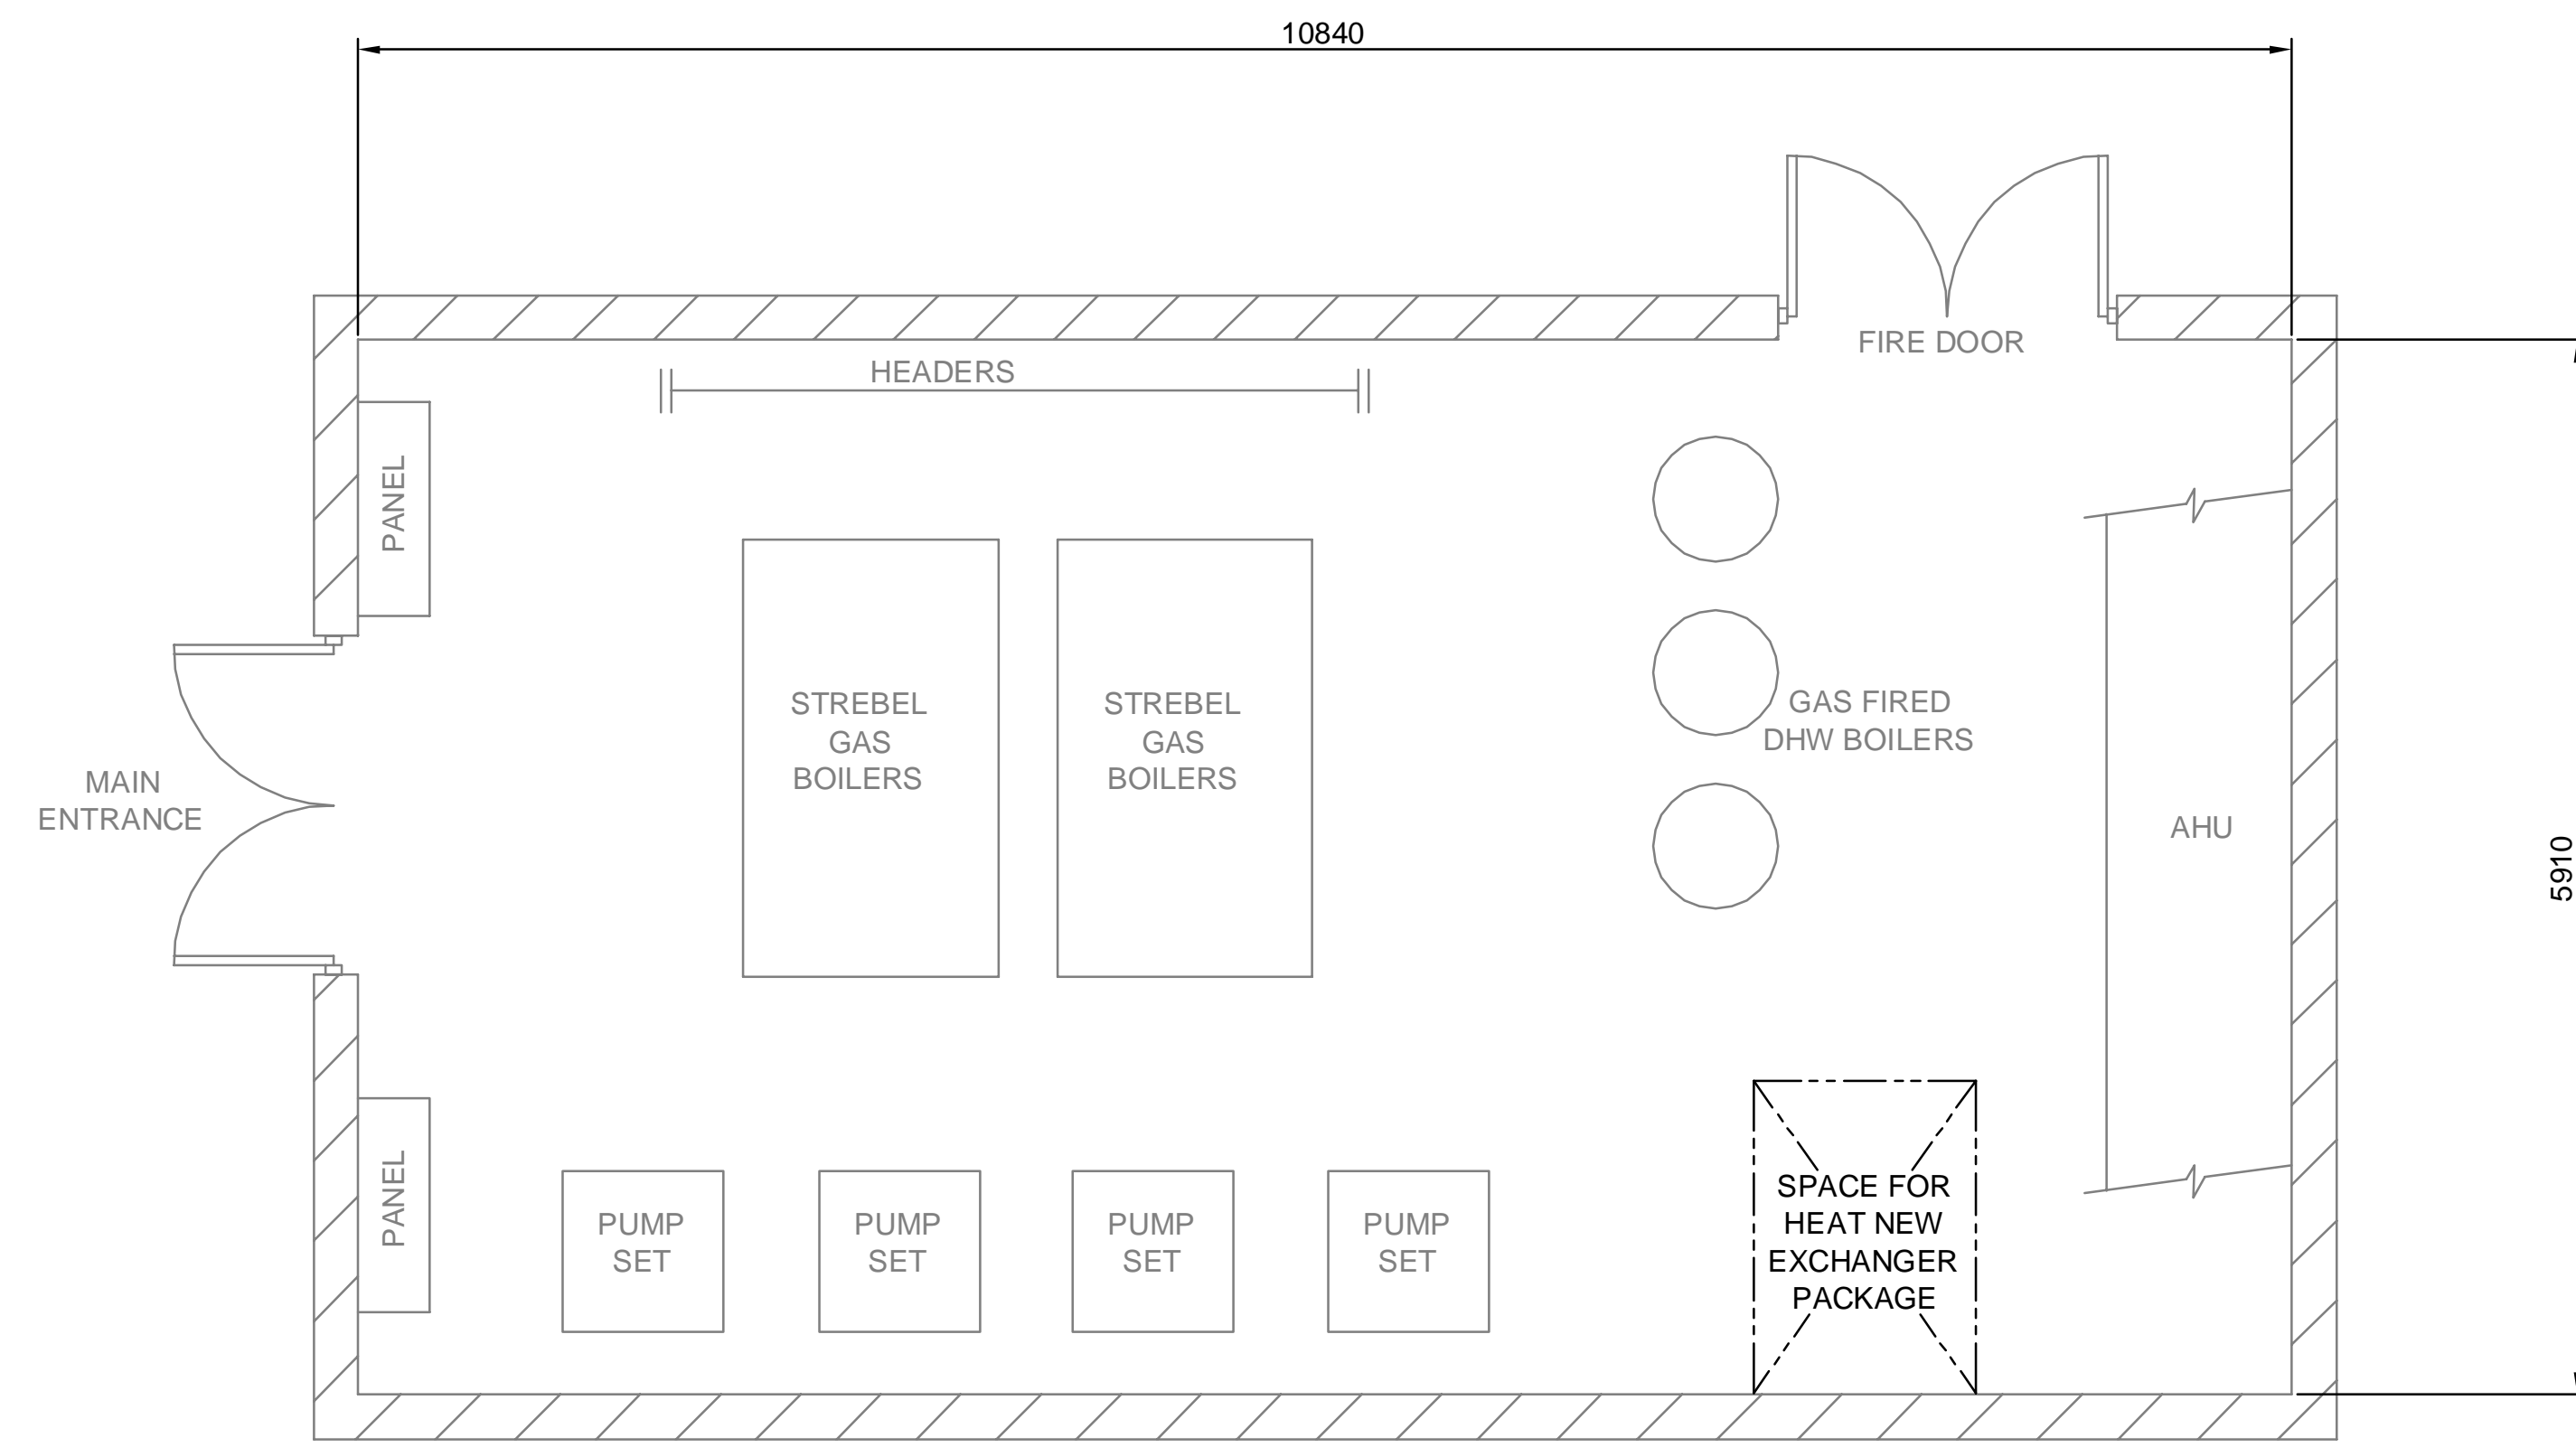 10840
FIRE DOOR
HEADERS
PANEL
STREBEL
GAS
BOILERS
STREBEL
GAS
BOILERS
GAS FIRED
DHW BOILERS
MAIN
ENTRANCE
AHU
5910
PANEL
PUMP
SET
PUMP
SET
PUMP
SET
PUMP
SET
SPACE FOR
HEAT NEW
EXCHANGER
PACKAGE